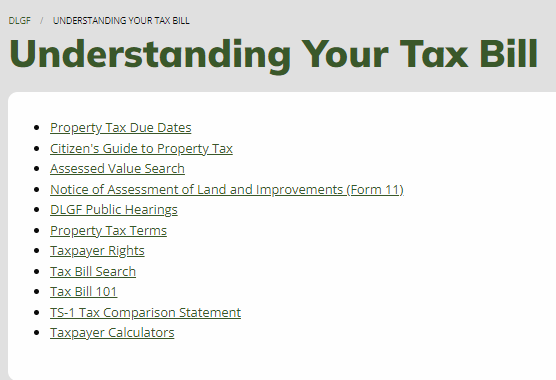 DLGF / UNDERSTANDING YOUR TAX BILL
Understanding Your Tax Bill
Property Tax Due Dates
Citizen's Guide to Property Tax
Assessed Value Search
Notice of Assessment of Land and Improvements (Form 11)
DLGF Public Hearings
Property Tax Terms
Taxpayer Rights
Tax Bill Search
Tax Bill 101
TS-1 Tax Comparison Statement
Taxpayer Calculators